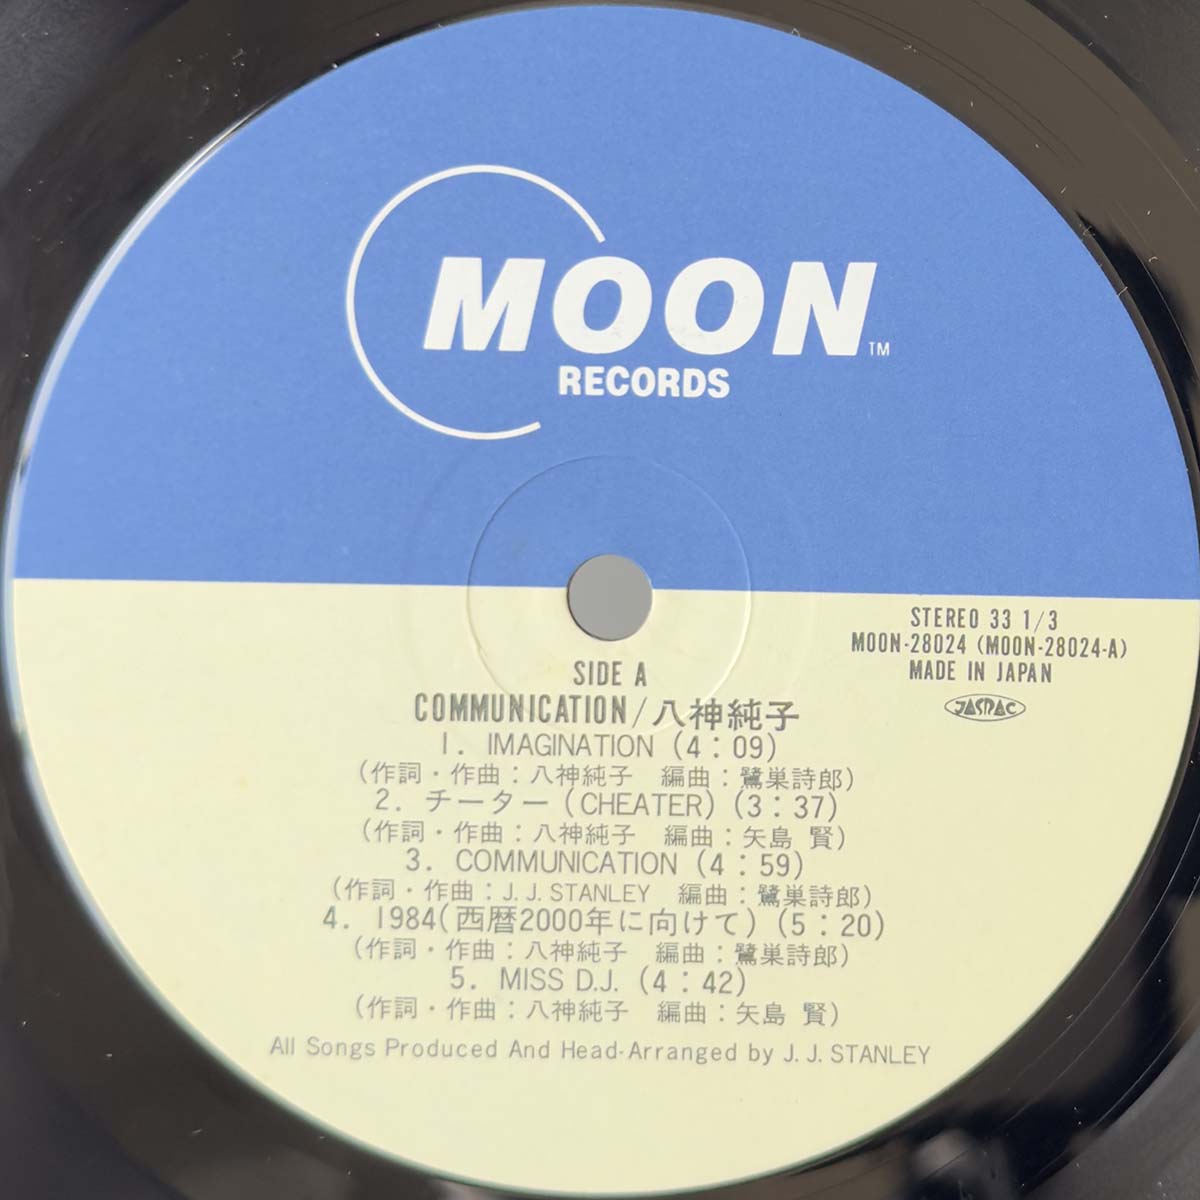 MOON TM
RECORDS
STEREO 33 1/3
MOON-28024 (MOON-28024-A)
MADE IN JAPAN
JASRAC
SIDE A
COMMUNICATION/八神純子
1. IMAGINATION (4:09)
(作詞・作曲:八神純子 編曲:鷺巣詩郎)
2. チーター(CHEATER) (3:37)
(作詞・作曲:八神純子 編曲:矢島 賢)
3. COMMUNICATION (4:59)
(作詞・作曲:J.J.STANLEY 編曲:鷺巣詩郎)
4. 1984(西暦2000年に向けて) (5:20)
(作詞・作曲:八神純子 編曲:鷺巣詩郎)
5. MISS D.J. (4:42)
(作詞・作曲:八神純子 編曲:矢島 賢)
All Songs Produced And Head-Arranged by J. J. STANLEY